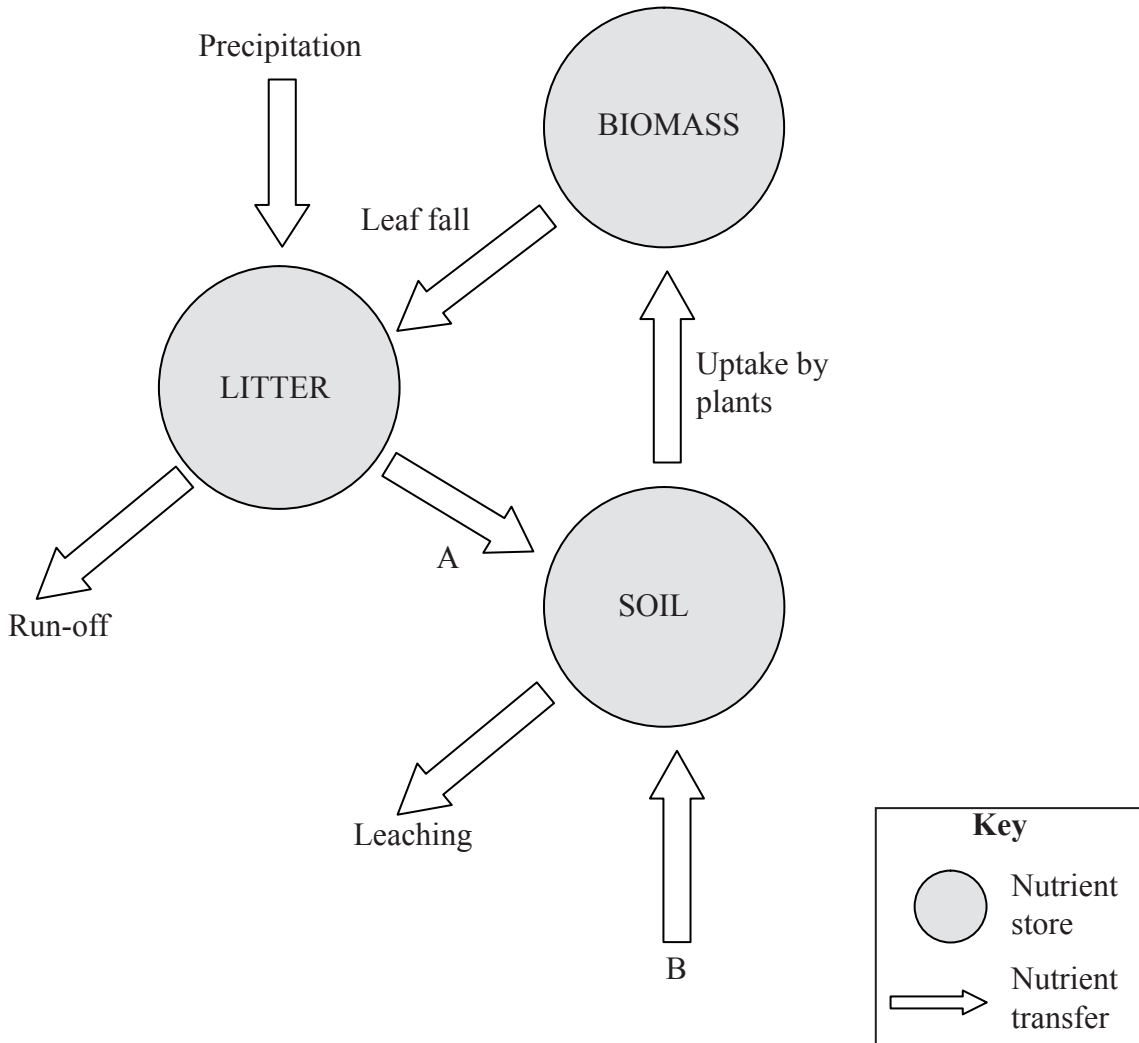 Precipitation
BIOMASS
Leaf fall
Uptake by
plants
LITTER
A
SOIL
Run-off
Leaching
B
Key
Nutrient
store
Nutrient
transfer